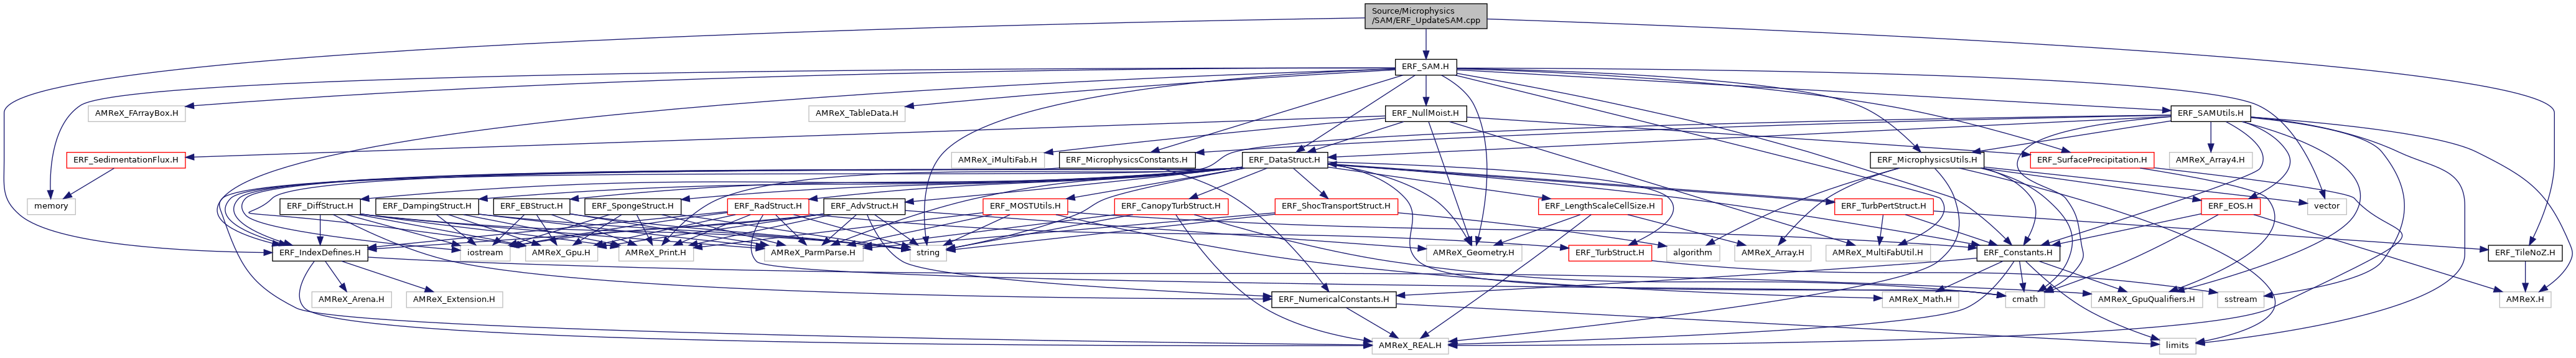 Source/Microphysics
/SAM/ERF_UpdateSAM.cpp
ERF_SAM.H
AMReX_FArrayBox.H
AMReX_TableData.H
ERF_NullMoist.H
ERF_SAMUtils.H
ERF_SedimentationFlux.H
AMReX_iMultiFab.H
ERF_MicrophysicsConstants.H
ERF_DataStruct.H
ERF_MicrophysicsUtils.H
ERF_SurfacePrecipitation.H
AMReX_Array4.H
memory
ERF_DiffStruct.H
ERF_DampingStruct.H
ERF_EBStruct.H
ERF_SpongeStruct.H
ERF_RadStruct.H
ERF_AdvStruct.H
ERF_MOSTUtils.H
ERF_CanopyTurbStruct.H
ERF_ShocTransportStruct.H
ERF_LengthScaleCellSize.H
ERF_TurbPertStruct.H
ERF_EOS.H
vector
ERF_IndexDefines.H
iostream
AMReX_Gpu.H
AMReX_Print.H
AMReX_ParmParse.H
string
AMReX_Geometry.H
ERF_TurbStruct.H
algorithm
AMReX_Array.H
AMReX_MultiFabUtil.H
ERF_Constants.H
ERF_TileNoZ.H
AMReX_Arena.H
AMReX_Extension.H
ERF_NumericalConstants.H
AMReX_Math.H
cmath
AMReX_GpuQualifiers.H
sstream
AMReX.H
AMReX_REAL.H
limits